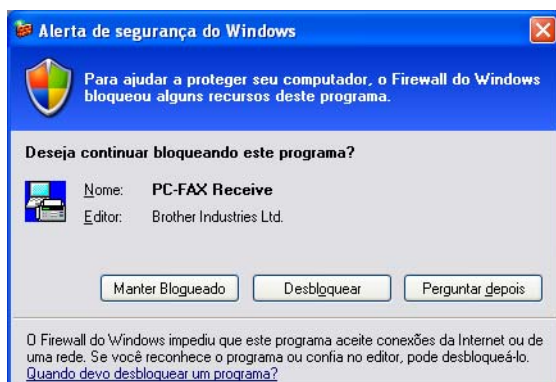 Alerta de segurança do Windows
Para ajudar a proteger seu computador, o Firewall do Windows
bloqueou alguns recursos deste programa.
Deseja continuar bloqueando este programa?
Nome: PC-FAX Receive
Editor: Brother Industries Ltd.
Manter Bloqueado Desbloquear Perguntar depois
O Firewall do Windows impediu que este programa aceite conexões da Internet ou de
uma rede. Se você reconhece o programa ou confia no editor, pode desbloqueá-lo.
Quando devo desbloquear um programa?